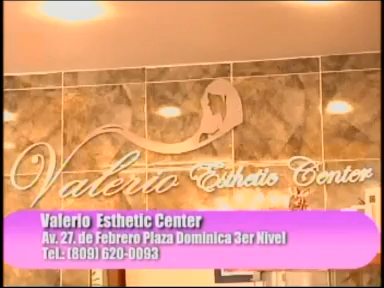 Valerio Esthetic Center
Valerio Esthetic Center
Av. 27. de Febrero Plaza Dominica 3er Nivel
Tel.: (809) 620-0093